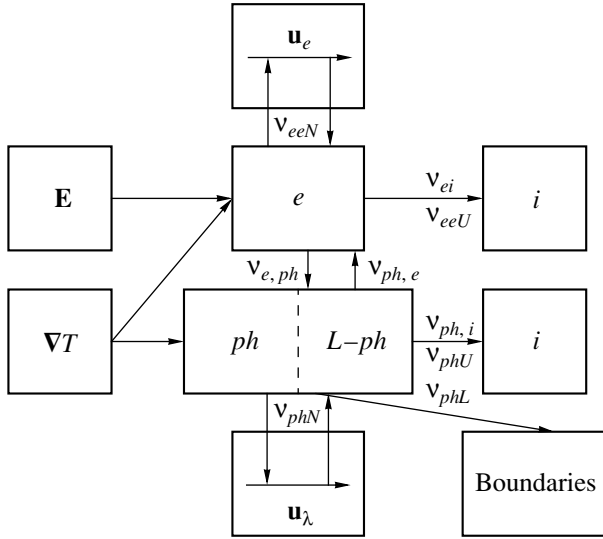 u_e
ν_eeN
E
e
ν_ei
ν_eeU
i
ν_e, ph
ν_ph, e
∇T
ph
L–ph
ν_ph, i
ν_phU
i
ν_phN
ν_phL
u_λ
Boundaries